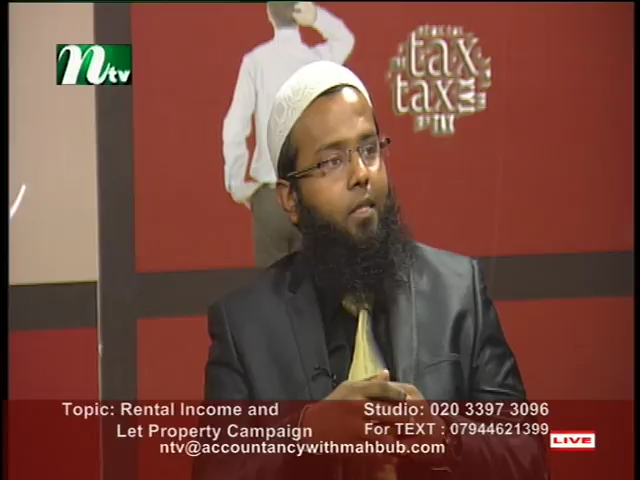 ntv
tax
tax
TAX
Topic: Rental Income and
Let Property Campaign
Studio: 020 3397 3096
For TEXT : 07944621399
ntv@accountancywithmahbub.com
LIVE